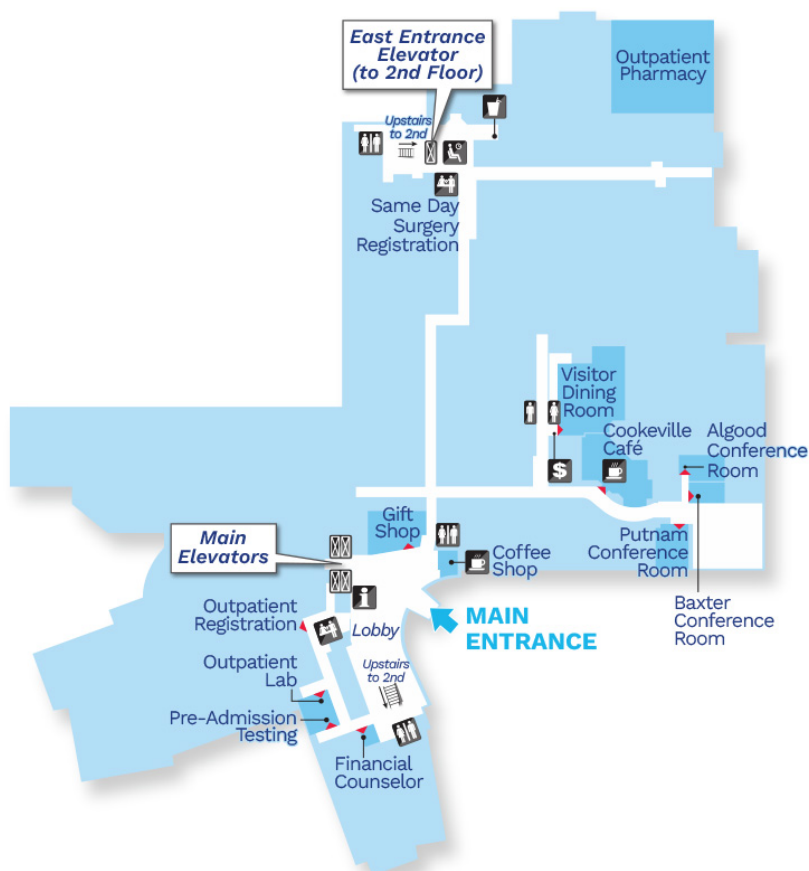 East Entrance
Elevator
(to 2nd Floor)
Outpatient
Pharmacy
Upstairs
to 2nd
Same Day
Surgery
Registration
Visitor
Dining
Room
Cookeville
Café
Algood
Conference
Room
$
Gift
Shop
Main
Elevators
Coffee
Shop
Putnam
Conference
Room
Baxter
Conference
Room
MAIN
ENTRANCE
Outpatient
Registration
Lobby
Upstairs
to 2nd
Outpatient
Lab
Pre-Admission
Testing
Financial
Counselor